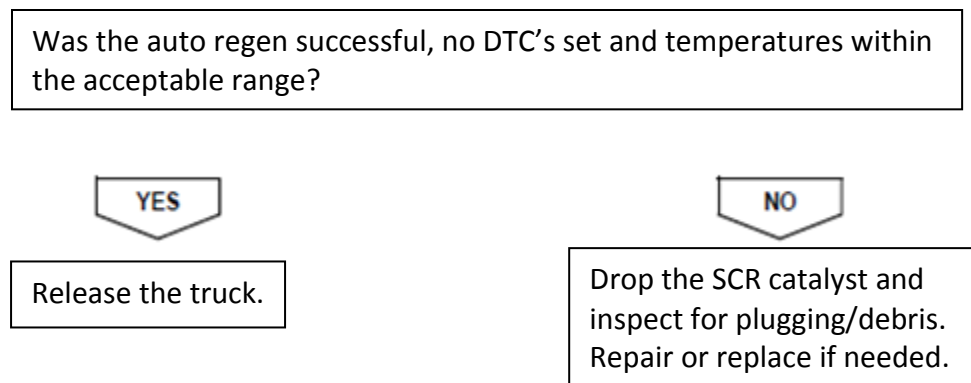 Was the auto regen successful, no DTC’s set and temperatures within
the acceptable range?
YES
NO
Release the truck.
Drop the SCR catalyst and
inspect for plugging/debris.
Repair or replace if needed.